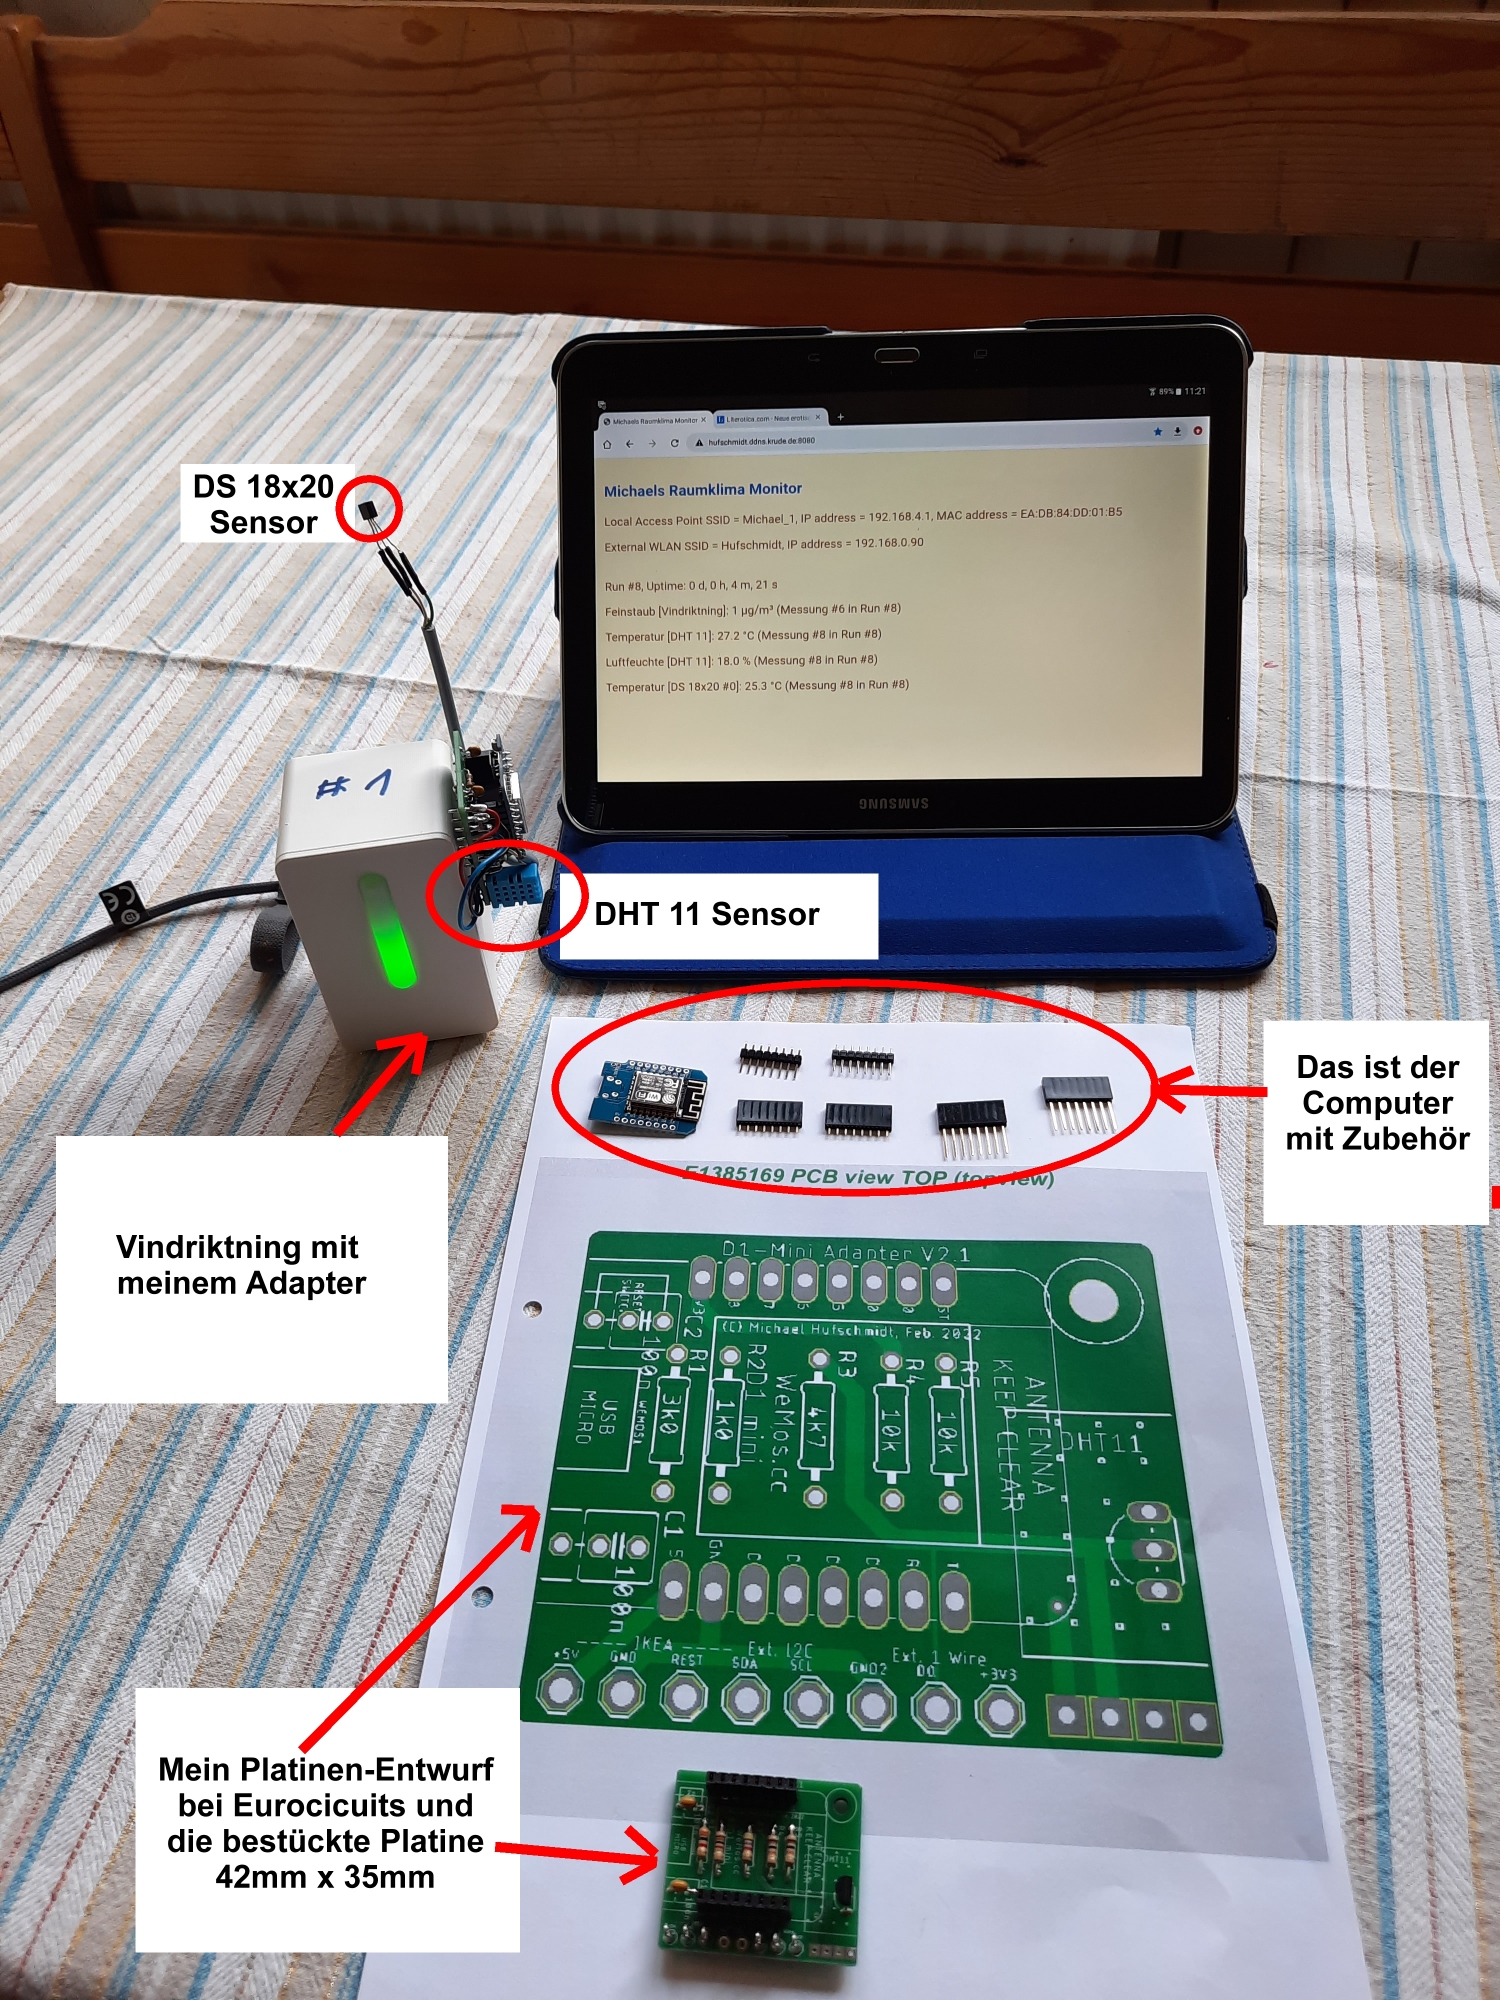 89% 11:21
Michaels Raumklima Monitor
Literotica.com - Neue erotis
hufschmidt.ddns.krude.de:8080
Michaels Raumklima Monitor
Local Access Point SSID = Michael_1, IP address = 192.168.4.1, MAC address = EA:DB:84:DD:01:B5
External WLAN SSID = Hufschmidt, IP address = 192.168.0.90
Run #8, Uptime: 0 d, 0 h, 4 m, 21 s
Feinstaub [Vindriktning]: 1 µg/m³ (Messung #6 in Run #8)
Temperatur [DHT 11]: 27.2 °C (Messung #8 in Run #8)
Luftfeuchte [DHT 11]: 18.0 % (Messung #8 in Run #8)
Temperatur [DS 18x20 #0]: 25.3 °C (Messung #8 in Run #8)
SAMSUNG
DS 18x20
Sensor
# 1
CE
DHT 11 Sensor
Das ist der
Computer
mit Zubehör
Vindriktning mit
meinem Adapter
E1385169 PCB view TOP (topview)
D1-Mini Adapter V2.1
(C) Michael Hufschmidt, Feb. 2022
C2
100n
R1
3k0
R2
1k0
D1 mini
WeMos.cc
R3
4k7
R4
10k
R5
10k
ANTENNA
KEEP CLEAR
DHT11
USB
MICRO
C1
100n
---- IKEA ----
Ext. I2C
Ext. 1 Wire
+5V
GND
REST
SDA
SCL
GND2
DQ
+3V3
Mein Platinen-Entwurf
bei Eurocicuits und
die bestückte Platine
42mm x 35mm
ANTENNA
KEEP CLEAR
DHT11